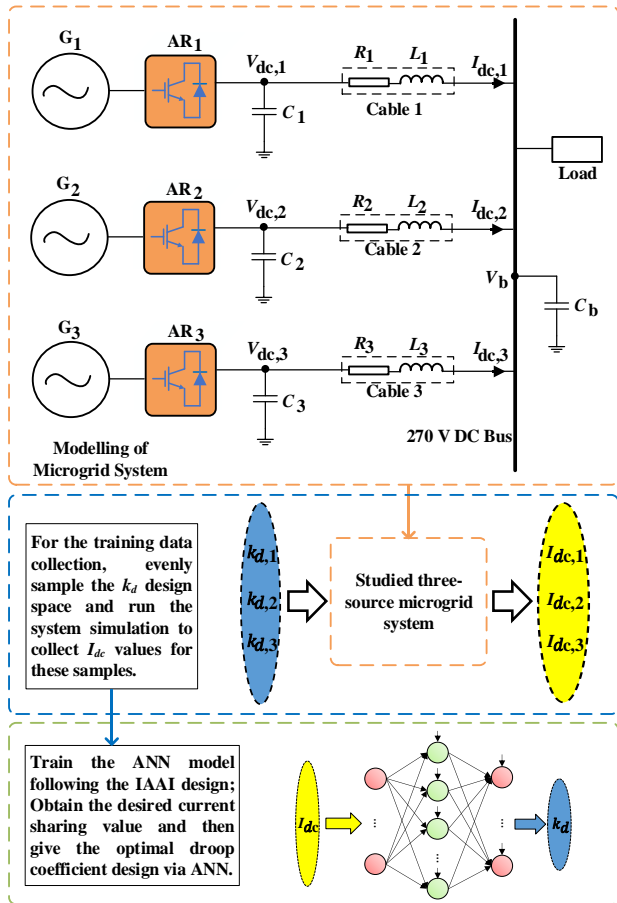 G1
AR1
Vdc,1
R1
L1
Idc,1
C1
Cable 1
Load
G2
AR2
Vdc,2
R2
L2
Idc,2
C2
Cable 2
Vb
Cb
G3
AR3
Vdc,3
R3
L3
Idc,3
C3
Cable 3
Modelling of
Microgrid System
270 V DC Bus
For the training data
collection, evenly
sample the kd design
space and run the
system simulation to
collect Idc values for
these samples.
kd,1
kd,2
kd,3
Studied three-
source microgrid
system
Idc,1
Idc,2
Idc,3
Train the ANN model
following the IAAI design;
Obtain the desired current
sharing value and then
give the optimal droop
coefficient design via ANN.
Idc
...
...
...
kd